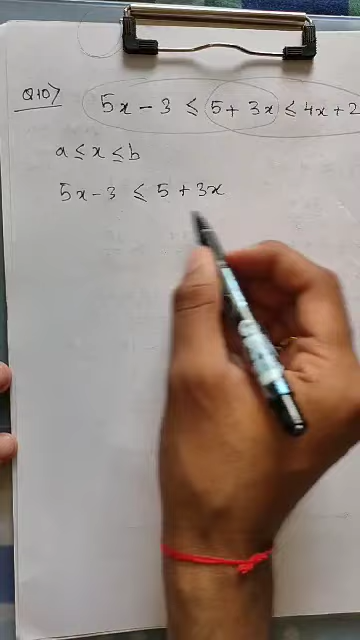 Q10) 5x - 3 ≤ 5 + 3x ≤ 4x + 2
a ≤ x ≤ b
5x - 3 ≤ 5 + 3x